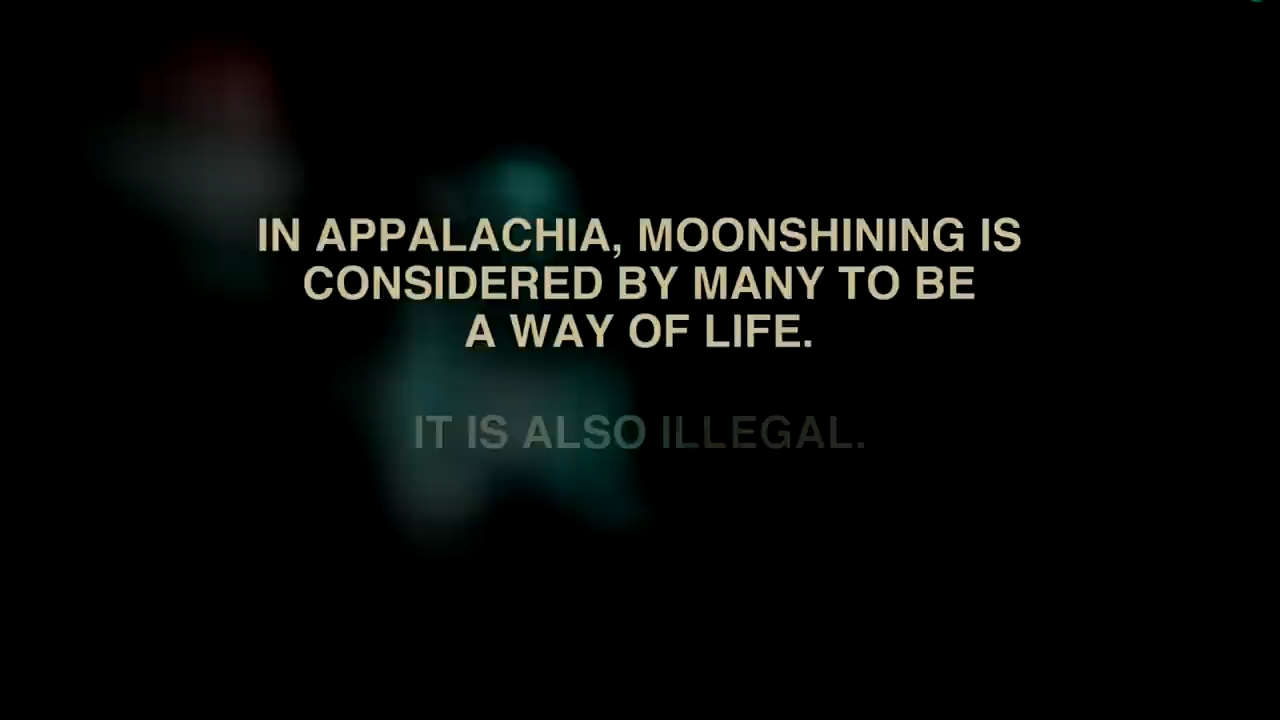 IN APPALACHIA, MOONSHINING IS
CONSIDERED BY MANY TO BE
A WAY OF LIFE.
IT IS ALSO ILLEGAL.